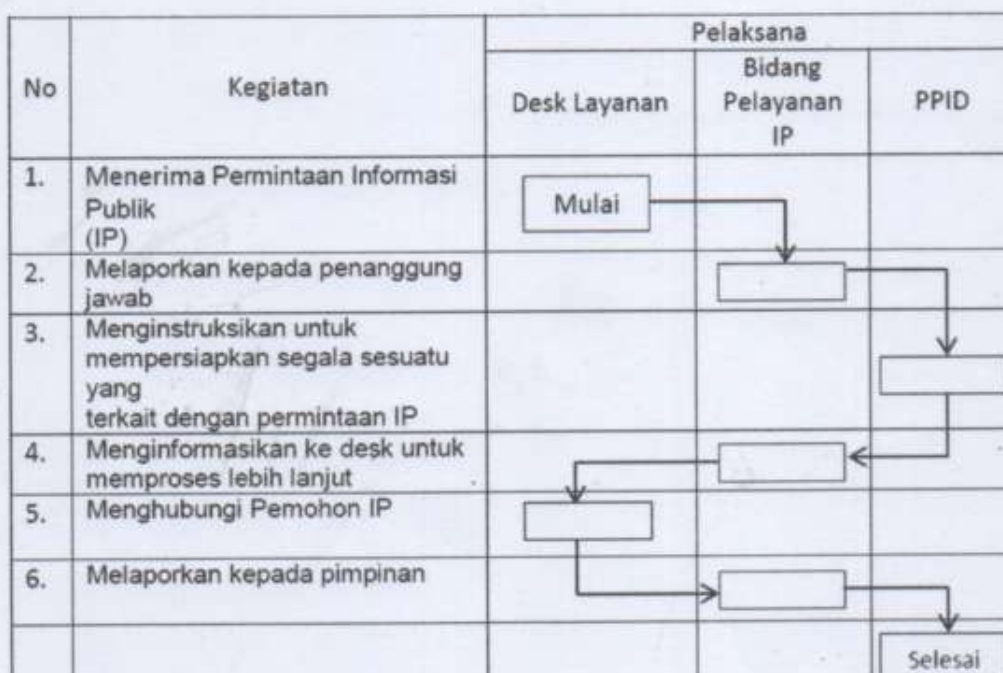 Pelaksana
No
Kegiatan
Desk Layanan
Bidang
Pelayanan
IP
PPID
1.
Menerima Permintaan Informasi
Publik
(IP)
Mulai
2.
Melaporkan kepada penanggung
jawab
3.
Menginstruksikan untuk
mempersiapkan segala sesuatu
yang
terkait dengan permintaan IP
4.
Menginformasikan ke desk untuk
memproses lebih lanjut
5.
Menghubungi Pemohon IP
6.
Melaporkan kepada pimpinan
Selesai